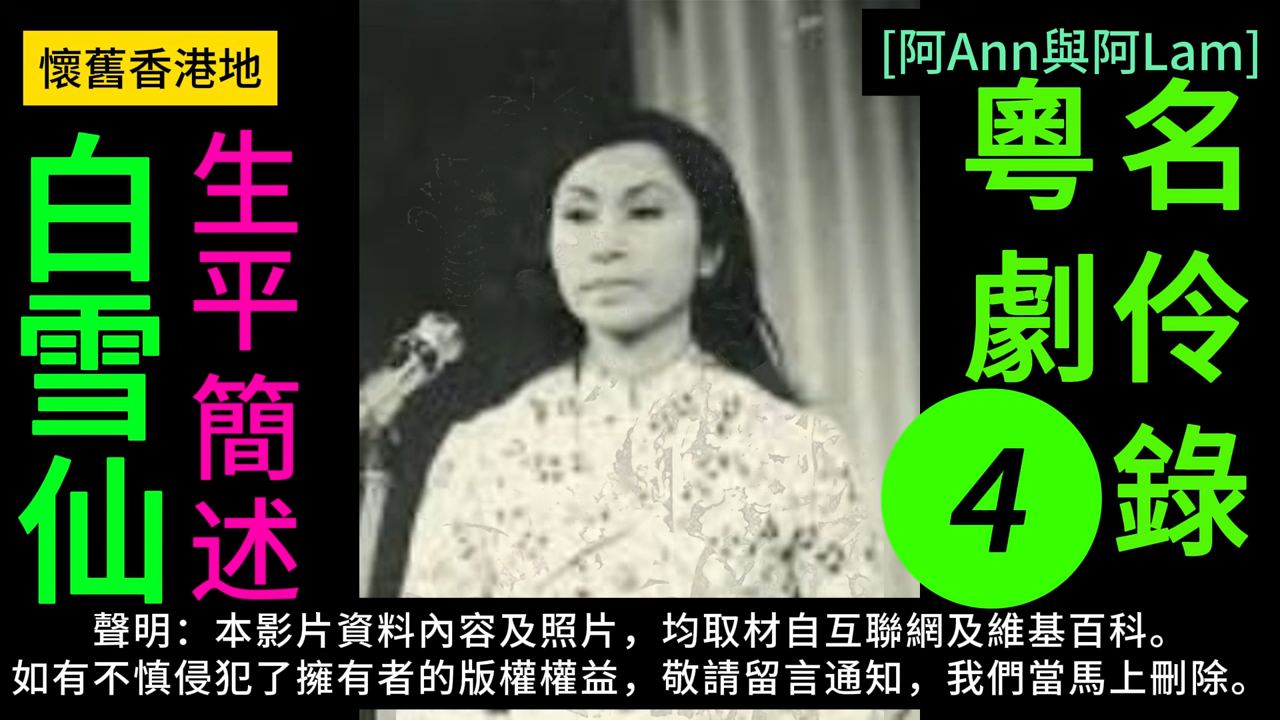 懷舊香港地
[阿Ann與阿Lam]
白雪仙
生平簡述
粵劇
名伶錄
4
聲明：本影片資料內容及照片，均取材自互聯網及維基百科。
如有不慎侵犯了擁有者的版權權益，敬請留言通知，我們當馬上刪除。